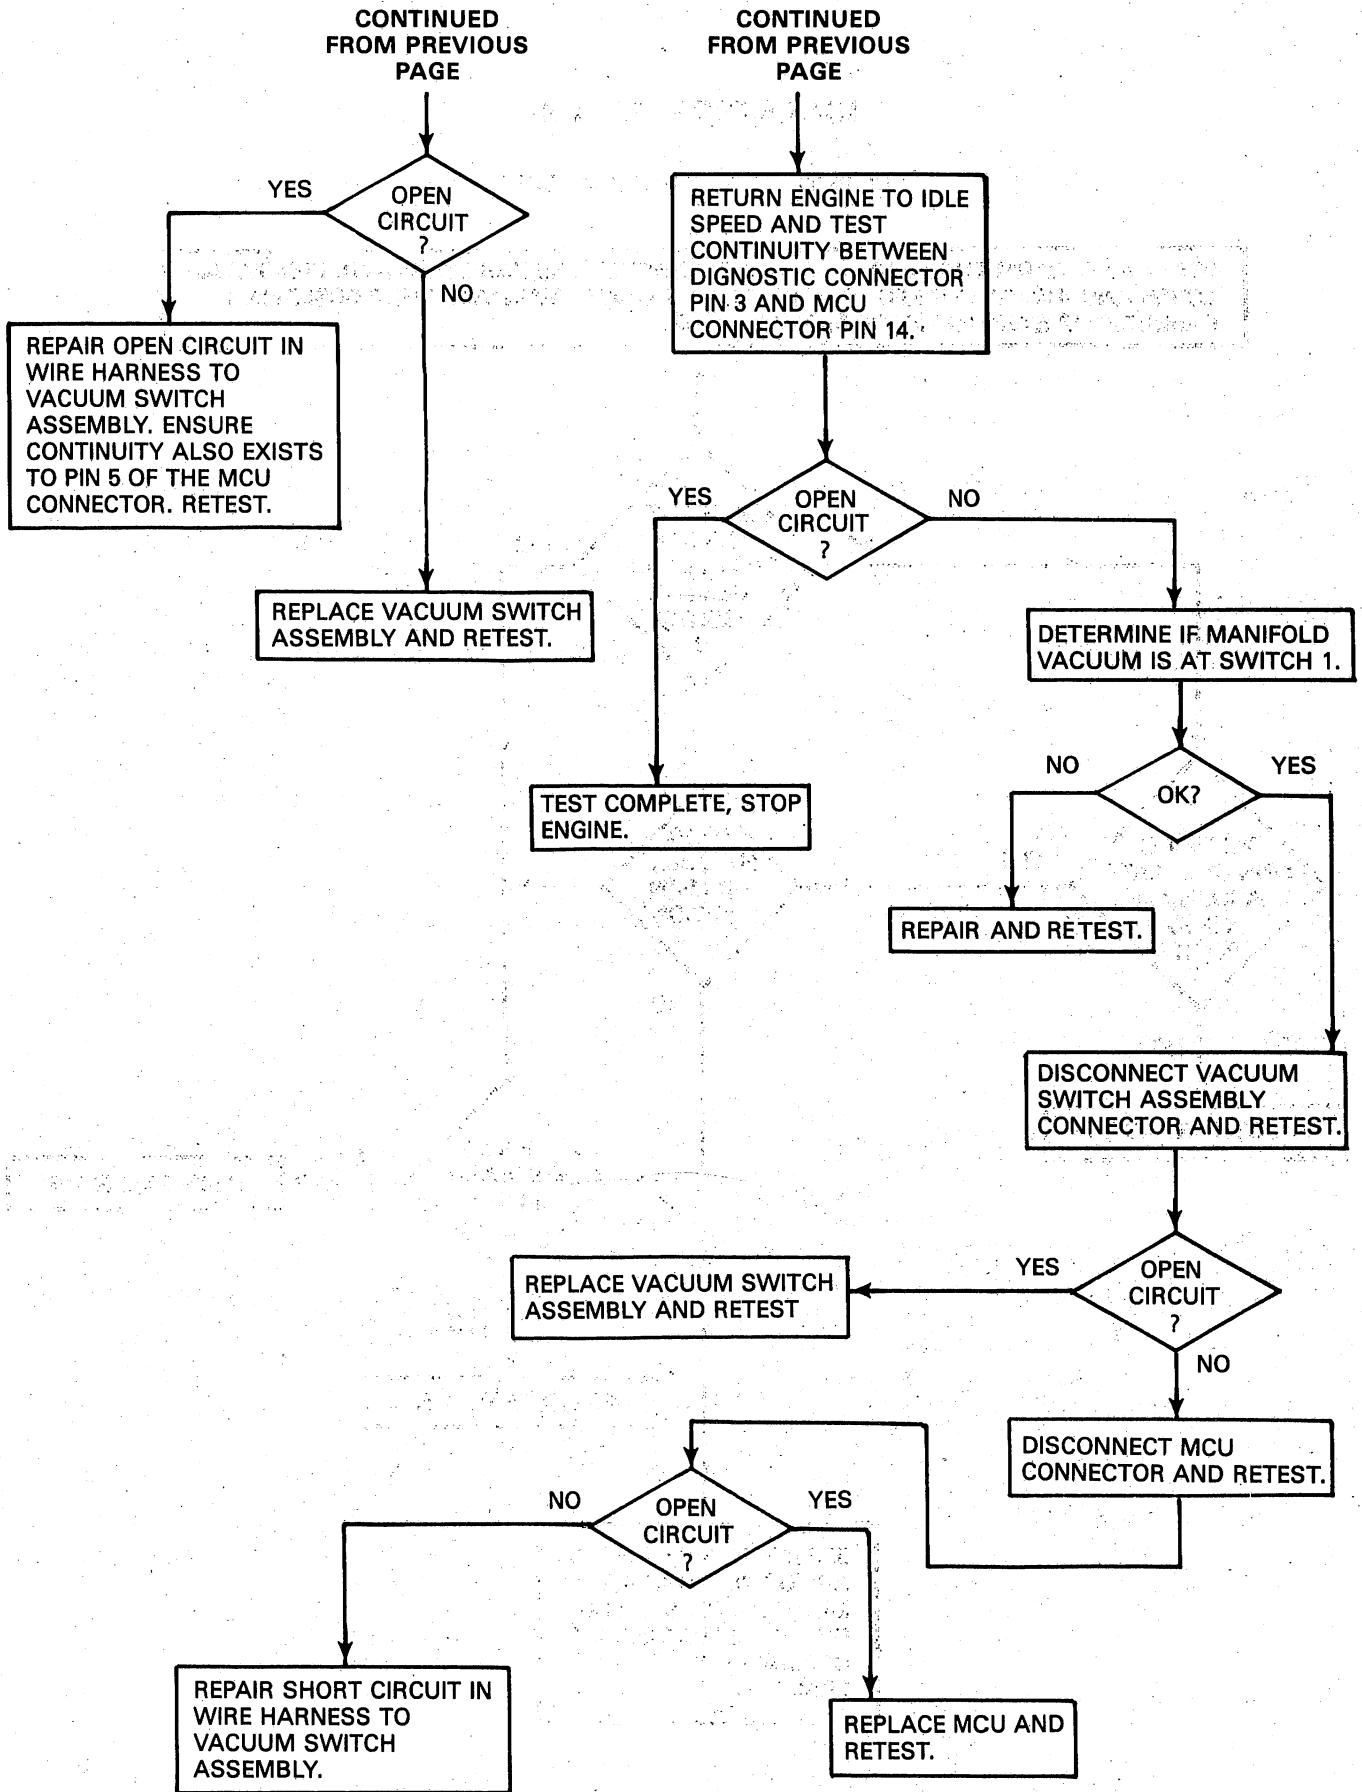 CONTINUED
FROM PREVIOUS
PAGE
CONTINUED
FROM PREVIOUS
PAGE
YES
OPEN
CIRCUIT
?
NO
RETURN ENGINE TO IDLE
SPEED AND TEST
CONTINUITY BETWEEN
DIGNOSTIC CONNECTOR
PIN 3 AND MCU
CONNECTOR PIN 14.
REPAIR OPEN CIRCUIT IN
WIRE HARNESS TO
VACUUM SWITCH
ASSEMBLY. ENSURE
CONTINUITY ALSO EXISTS
TO PIN 5 OF THE MCU
CONNECTOR. RETEST.
YES
OPEN
CIRCUIT
?
NO
REPLACE VACUUM SWITCH
ASSEMBLY AND RETEST.
DETERMINE IF MANIFOLD
VACUUM IS AT SWITCH 1.
NO
OK?
YES
TEST COMPLETE, STOP
ENGINE.
REPAIR AND RETEST.
DISCONNECT VACUUM
SWITCH ASSEMBLY
CONNECTOR AND RETEST.
REPLACE VACUUM SWITCH
ASSEMBLY AND RETEST
YES
OPEN
CIRCUIT
?
NO
DISCONNECT MCU
CONNECTOR AND RETEST.
NO
OPEN
CIRCUIT
?
YES
REPAIR SHORT CIRCUIT IN
WIRE HARNESS TO
VACUUM SWITCH
ASSEMBLY.
REPLACE MCU AND
RETEST.